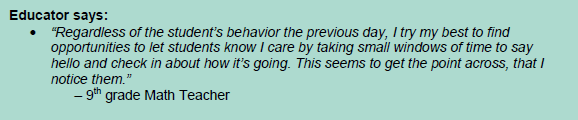 Educator says:
• “Regardless of the student’s behavior the previous day, I try my best to find
opportunities to let students know I care by taking small windows of time to say
hello and check in about how it’s going. This seems to get the point across, that I
notice them.”
– 9th grade Math Teacher